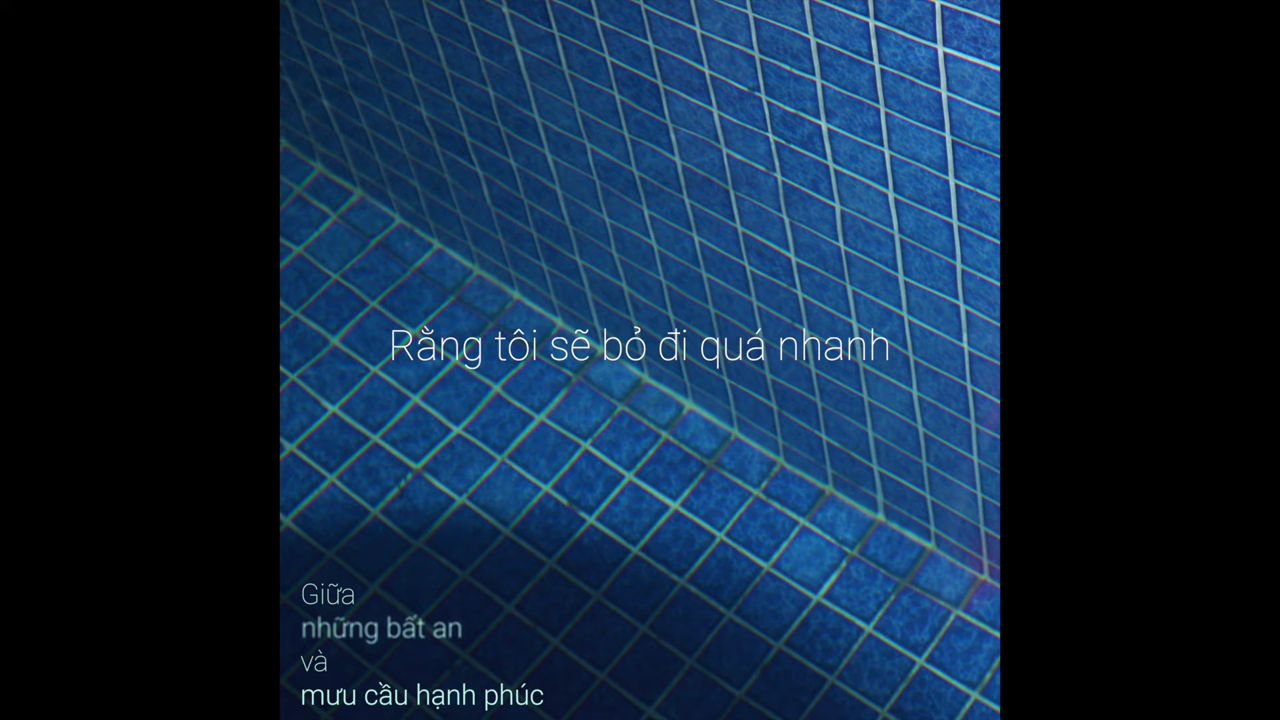 Rằng tôi sẽ bỏ đi quá nhanh
Giữa
những bất an
và
mưu cầu hạnh phúc